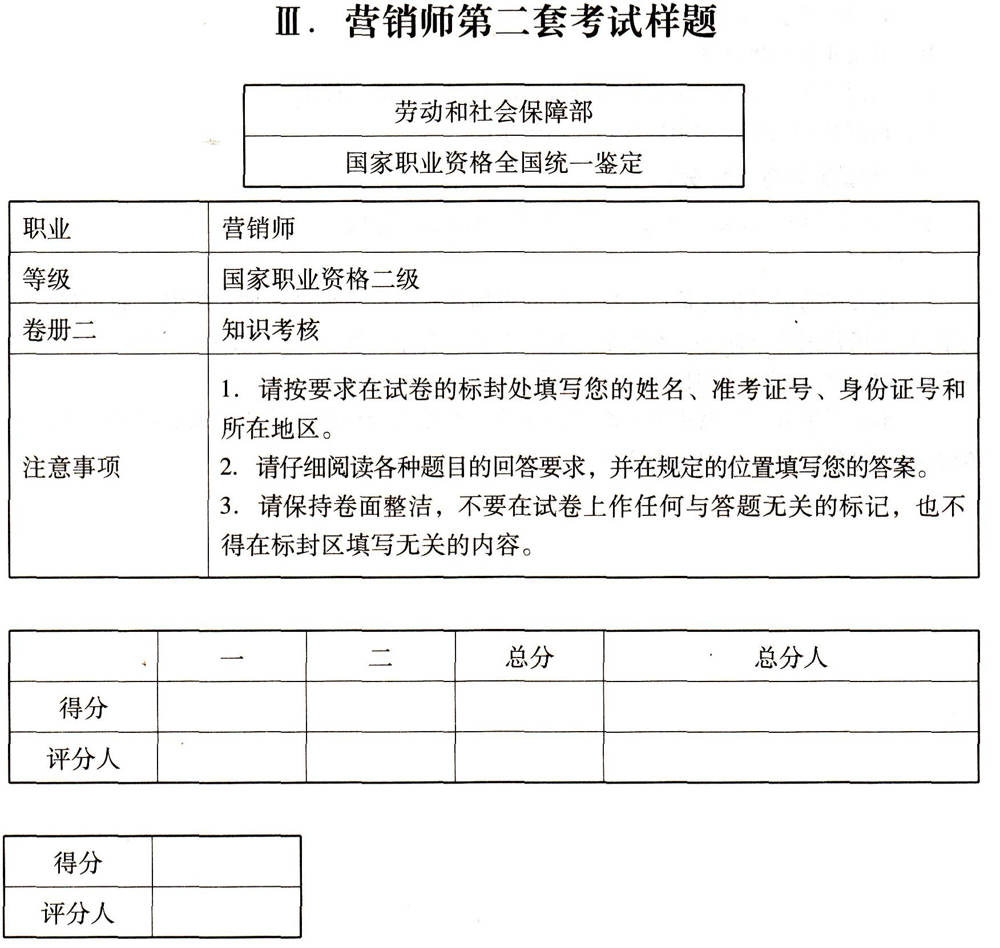 Ⅲ. 营销师第二套考试样题
劳动和社会保障部
国家职业资格全国统一鉴定
职业 营销师
等级 国家职业资格二级
卷册二 知识考核
注意事项
1. 请按要求在试卷的标封处填写您的姓名、准考证号、身份证号和
所在地区。
2. 请仔细阅读各种题目的回答要求，并在规定的位置填写您的答案。
3. 请保持卷面整洁，不要在试卷上作任何与答题无关的标记，也不
得在标封区填写无关的内容。
一 二 总分 总分人
得分
评分人
得分
评分人